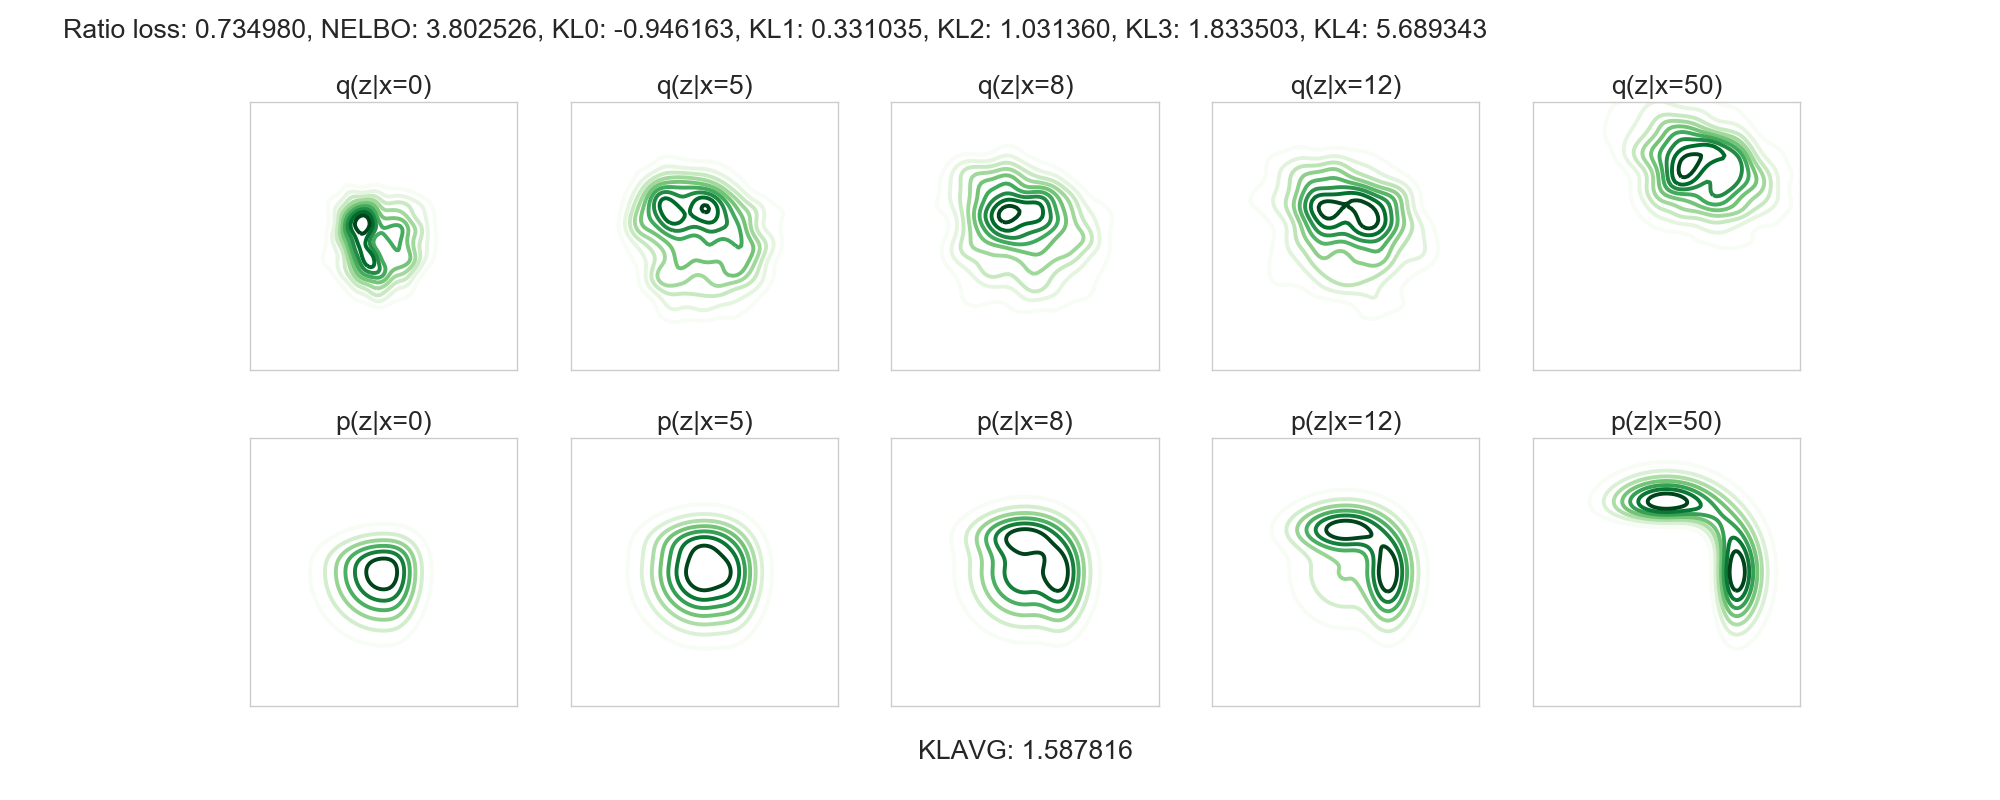 Ratio loss: 0.734980, NELBO: 3.802526, KL0: -0.946163, KL1: 0.331035, KL2: 1.031360, KL3: 1.833503, KL4: 5.689343
q(z|x=0) q(z|x=5) q(z|x=8) q(z|x=12) q(z|x=50)
p(z|x=0) p(z|x=5) p(z|x=8) p(z|x=12) p(z|x=50)
KLAVG: 1.587816